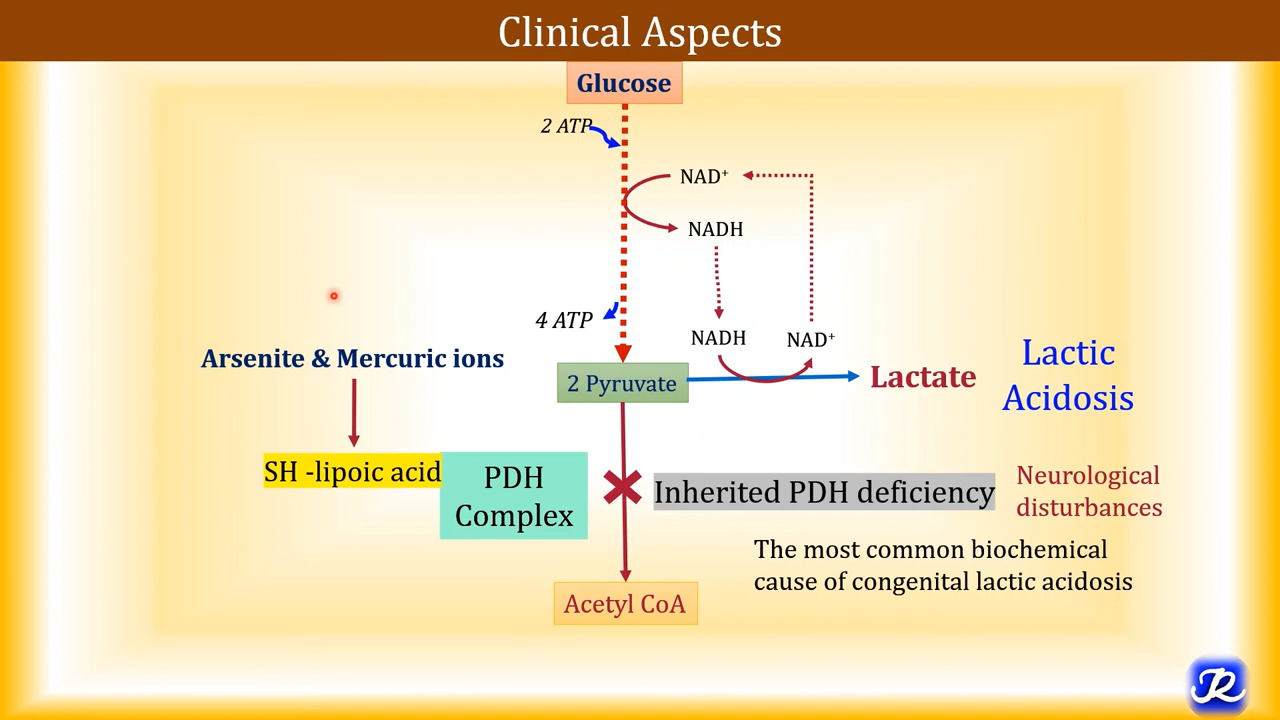 Clinical Aspects
Glucose
2 ATP
NAD⁺
NADH
4 ATP
NADH
NAD⁺
Arsenite & Mercuric ions
2 Pyruvate
Lactate
Lactic
Acidosis
SH -lipoic acid
PDH
Complex
Inherited PDH deficiency
Neurological
disturbances
The most common biochemical
cause of congenital lactic acidosis
Acetyl CoA
JR